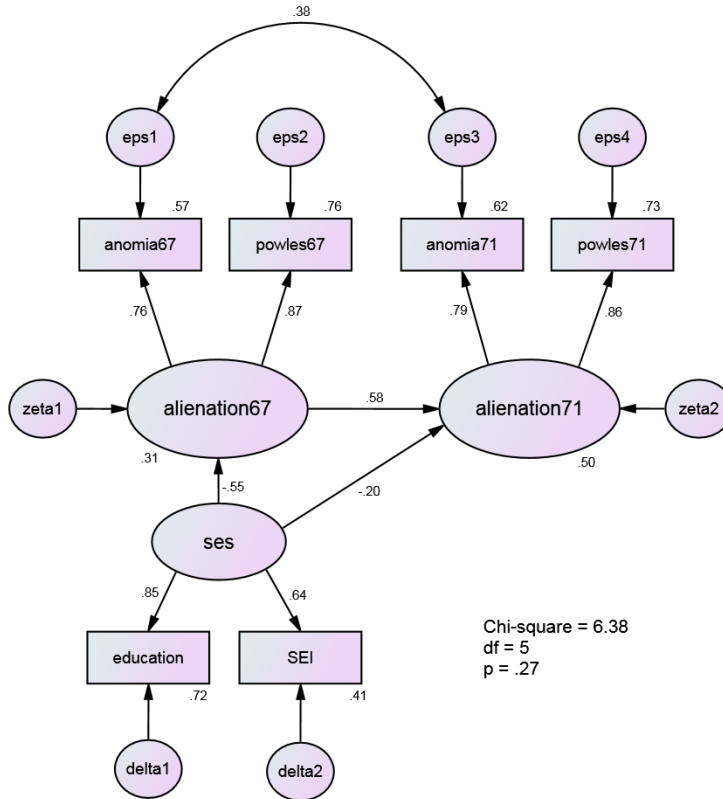 .38
eps1
eps2
eps3
eps4
.57
.76
.62
.73
anomia67
powles67
anomia71
powles71
.76
.87
.79
.86
zeta1
alienation67
.58
alienation71
zeta2
.31
.50
-.55
-.20
ses
.85
.64
education
SEI
.72
.41
Chi-square = 6.38
df = 5
p = .27
delta1
delta2